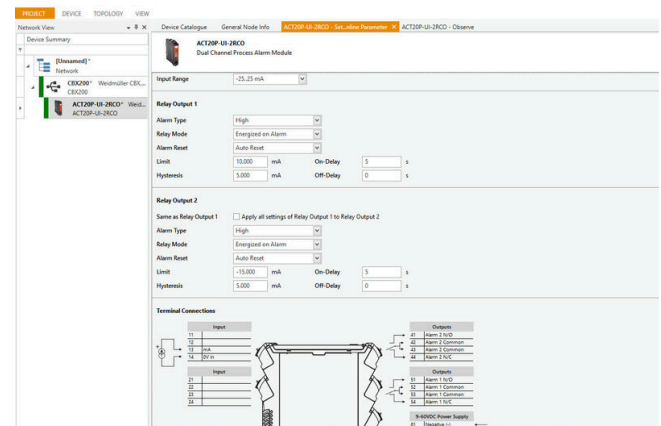 PROJECT DEVICE TOPOLOGY VIEW
Network View
Device Catalogue General Node Info ACT20P-UI-2RCO - Set...nline Parameter × ACT20P-UI-2RCO - Observe
Device Summary
[Unnamed]*
Network
CBX200* Weidmüller CBX,...
CBX200
ACT20P-UI-2RCO* Weid...
ACT20P-UI-2RCO
ACT20P-UI-2RCO
Dual Channel Process Alarm Module
Input Range -25..25 mA
Relay Output 1
Alarm Type High
Relay Mode Energized on Alarm
Alarm Reset Auto Reset
Limit 10.000 mA On-Delay 5 s
Hysteresis 5.000 mA Off-Delay 0 s
Relay Output 2
Same as Relay Output 1 Apply all settings of Relay Output 1 to Relay Output 2
Alarm Type High
Relay Mode Energized on Alarm
Alarm Reset Auto Reset
Limit -15.000 mA On-Delay 5 s
Hysteresis 5.000 mA Off-Delay 0 s
Terminal Connections
Input
11
12
13 mA
14 0V in
Input
21
22
23
24
Outputs
41 Alarm 2 N/O
42 Alarm 2 Common
43 Alarm 2 Common
44 Alarm 2 N/C
Outputs
51 Alarm 1 N/O
52 Alarm 1 Common
53 Alarm 1 Common
54 Alarm 1 N/C
9-60VDC Power Supply
81 Negative (-)